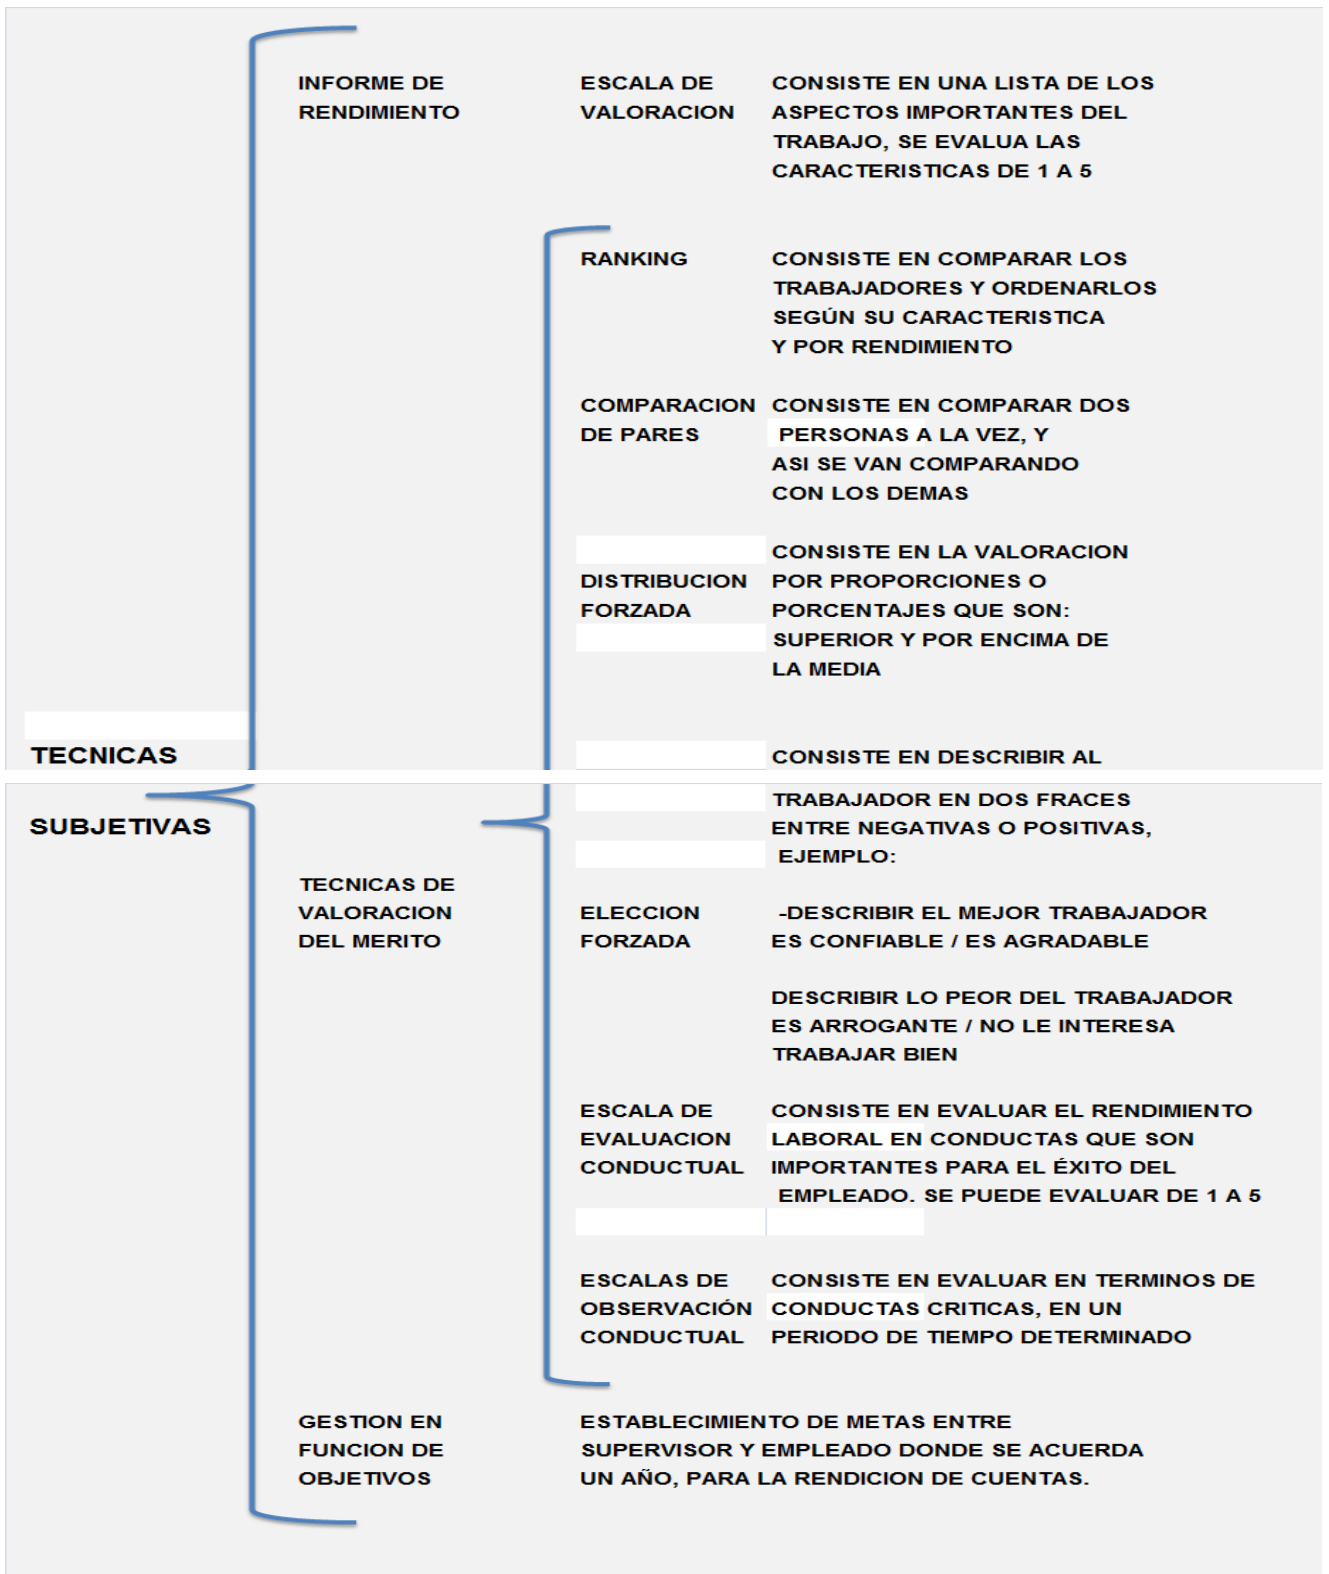 INFORME DE
RENDIMIENTO
ESCALA DE
VALORACION
CONSISTE EN UNA LISTA DE LOS
ASPECTOS IMPORTANTES DEL
TRABAJO, SE EVALUA LAS
CARACTERISTICAS DE 1 A 5
RANKING
CONSISTE EN COMPARAR LOS
TRABAJADORES Y ORDENARLOS
SEGÚN SU CARACTERISTICA
Y POR RENDIMIENTO
COMPARACION
DE PARES
CONSISTE EN COMPARAR DOS
PERSONAS A LA VEZ, Y
ASI SE VAN COMPARANDO
CON LOS DEMAS
DISTRIBUCION
FORZADA
CONSISTE EN LA VALORACION
POR PROPORCIONES O
PORCENTAJES QUE SON:
SUPERIOR Y POR ENCIMA DE
LA MEDIA
TECNICAS
SUBJETIVAS
TECNICAS DE
VALORACION
DEL MERITO
ELECCION
FORZADA
CONSISTE EN DESCRIBIR AL
TRABAJADOR EN DOS FRACES
ENTRE NEGATIVAS O POSITIVAS,
EJEMPLO:
-DESCRIBIR EL MEJOR TRABAJADOR
ES CONFIABLE / ES AGRADABLE
DESCRIBIR LO PEOR DEL TRABAJADOR
ES ARROGANTE / NO LE INTERESA
TRABAJAR BIEN
ESCALA DE
EVALUACION
CONDUCTUAL
CONSISTE EN EVALUAR EL RENDIMIENTO
LABORAL EN CONDUCTAS QUE SON
IMPORTANTES PARA EL ÉXITO DEL
EMPLEADO. SE PUEDE EVALUAR DE 1 A 5
ESCALAS DE
OBSERVACIÓN
CONDUCTUAL
CONSISTE EN EVALUAR EN TERMINOS DE
CONDUCTAS CRITICAS, EN UN
PERIODO DE TIEMPO DETERMINADO
GESTION EN
FUNCION DE
OBJETIVOS
ESTABLECIMIENTO DE METAS ENTRE
SUPERVISOR Y EMPLEADO DONDE SE ACUERDA
UN AÑO, PARA LA RENDICION DE CUENTAS.